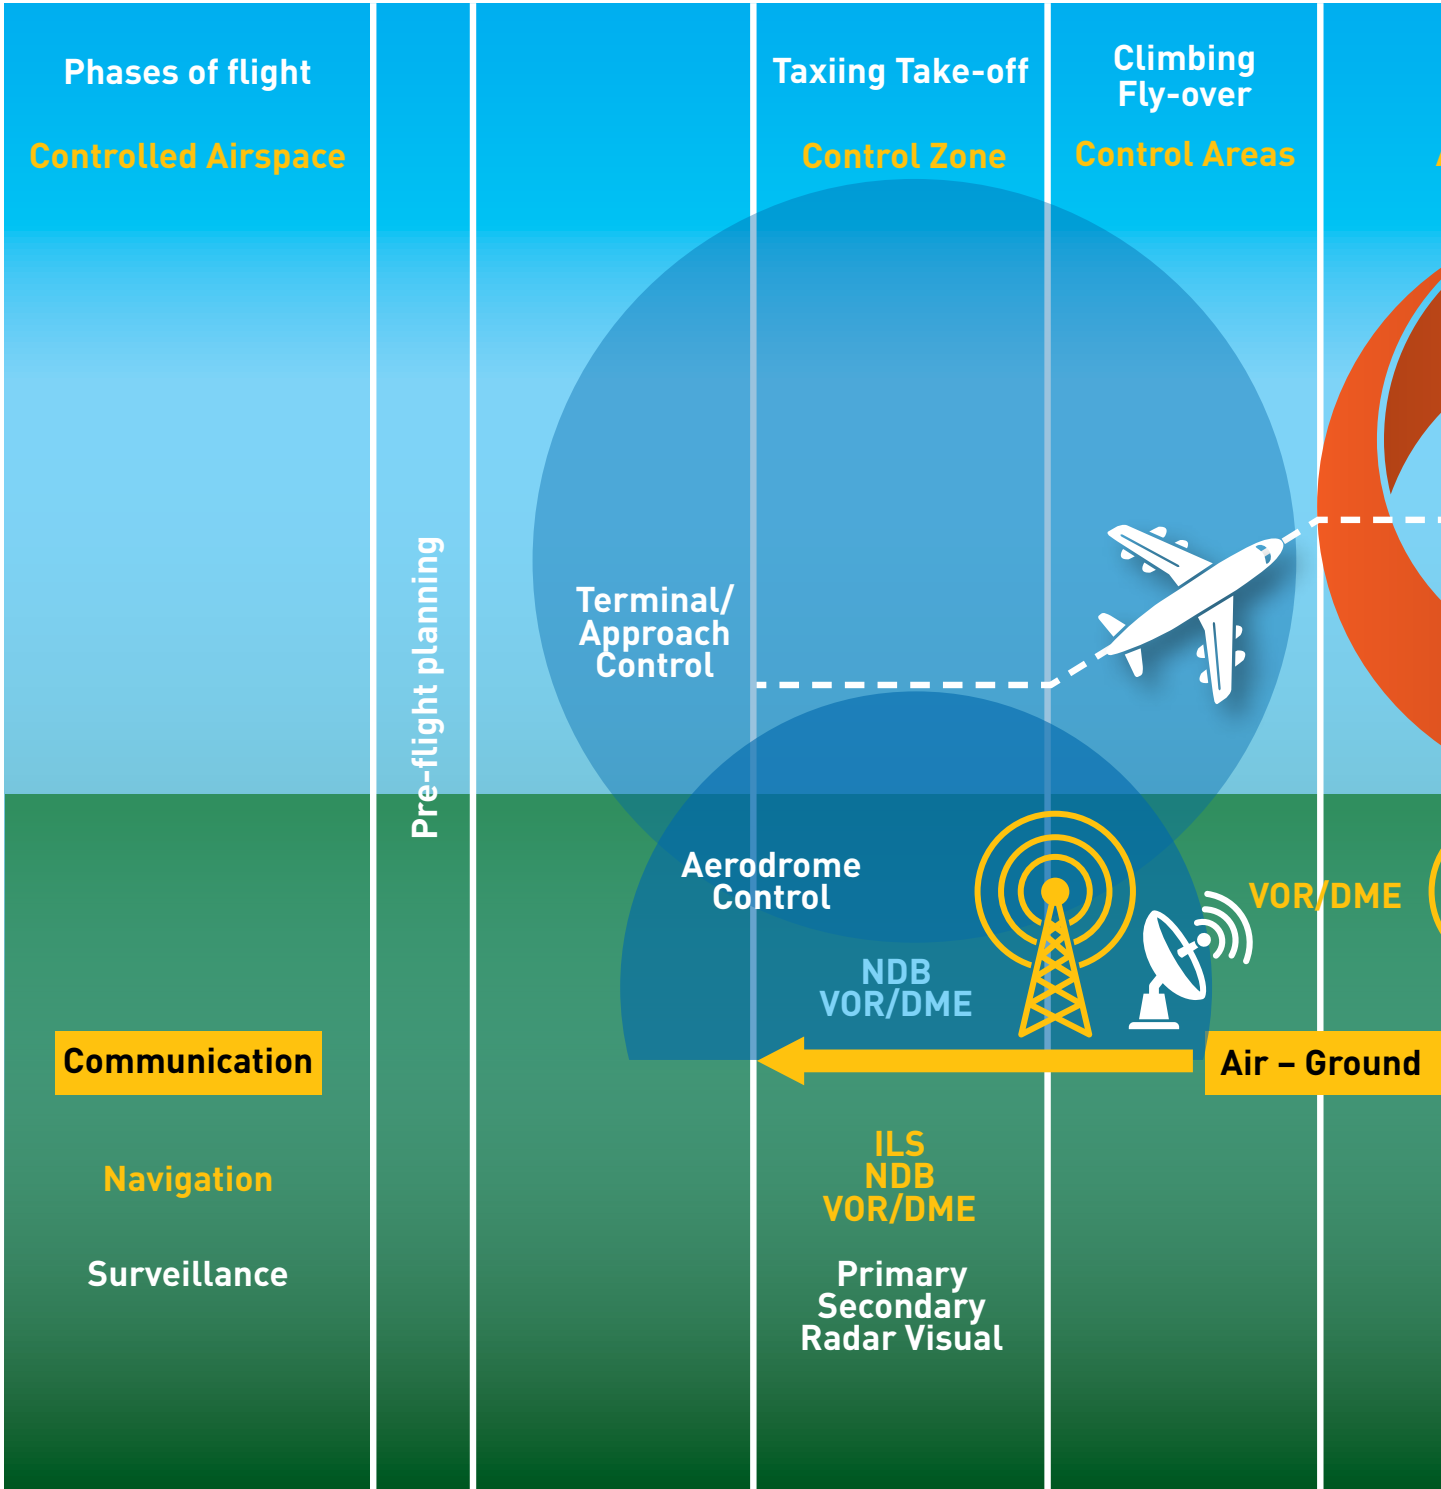 Phases of flight
Taxiing Take-off
Climbing
Fly-over
Controlled Airspace
Control Zone
Control Areas
Pre-flight planning
Terminal/
Approach
Control
Aerodrome
Control
VOR/DME
NDB
VOR/DME
Communication
Air – Ground
Navigation
ILS
NDB
VOR/DME
Surveillance
Primary
Secondary
Radar Visual